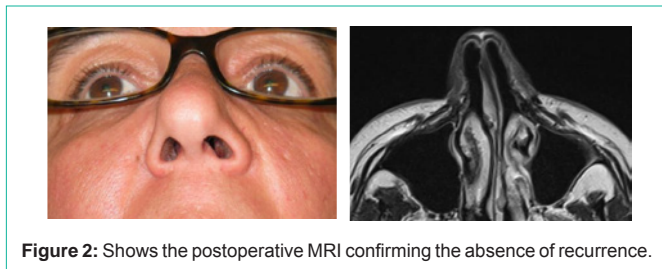 Figure 2: Shows the postoperative MRI confirming the absence of recurrence.